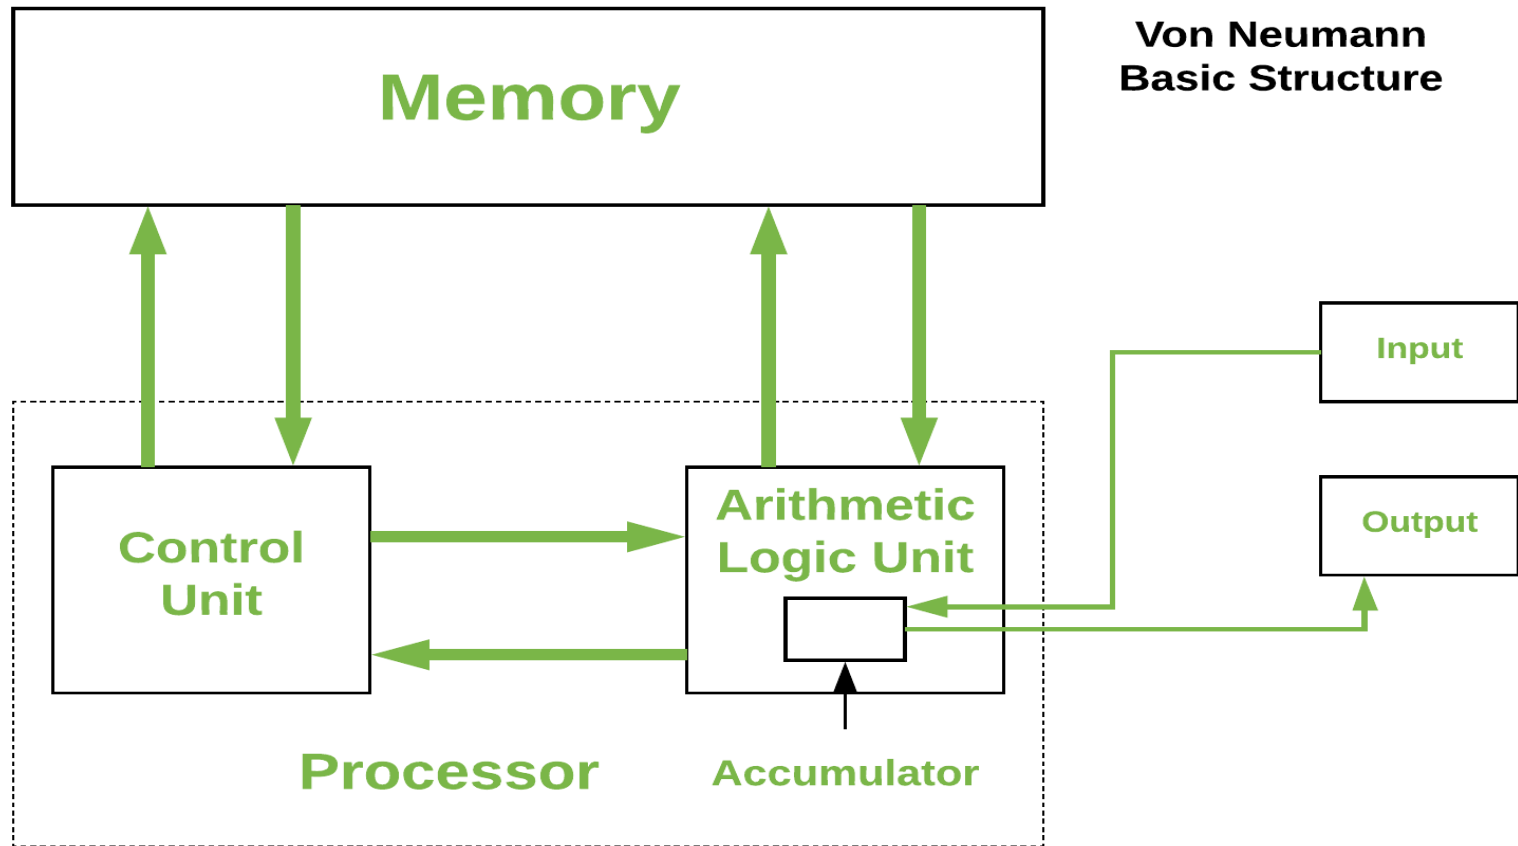 Von Neumann
Basic Structure
Memory
Input
Output
Control
Unit
Arithmetic
Logic Unit
Processor
Accumulator